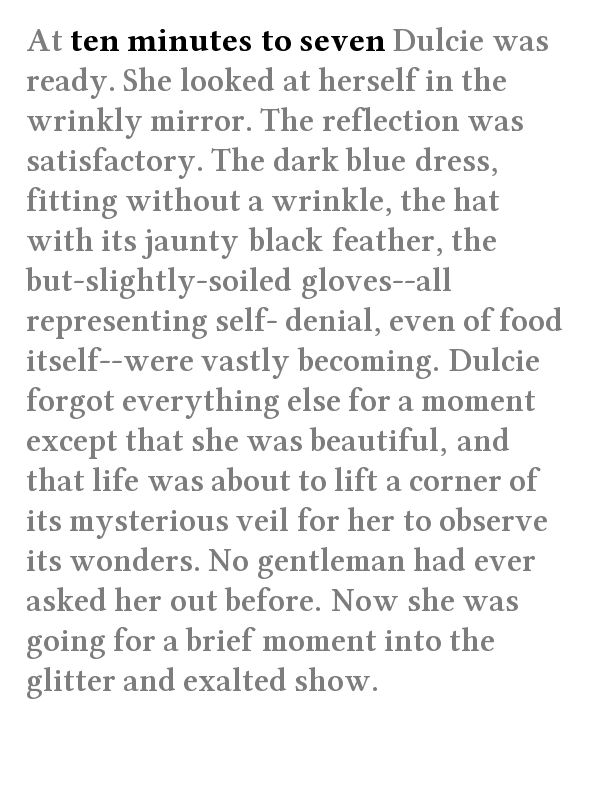 At ten minutes to seven Dulcie was
ready. She looked at herself in the
wrinkly mirror. The reflection was
satisfactory. The dark blue dress,
fitting without a wrinkle, the hat
with its jaunty black feather, the
but-slightly-soiled gloves--all
representing self- denial, even of food
itself--were vastly becoming. Dulcie
forgot everything else for a moment
except that she was beautiful, and
that life was about to lift a corner of
its mysterious veil for her to observe
its wonders. No gentleman had ever
asked her out before. Now she was
going for a brief moment into the
glitter and exalted show.